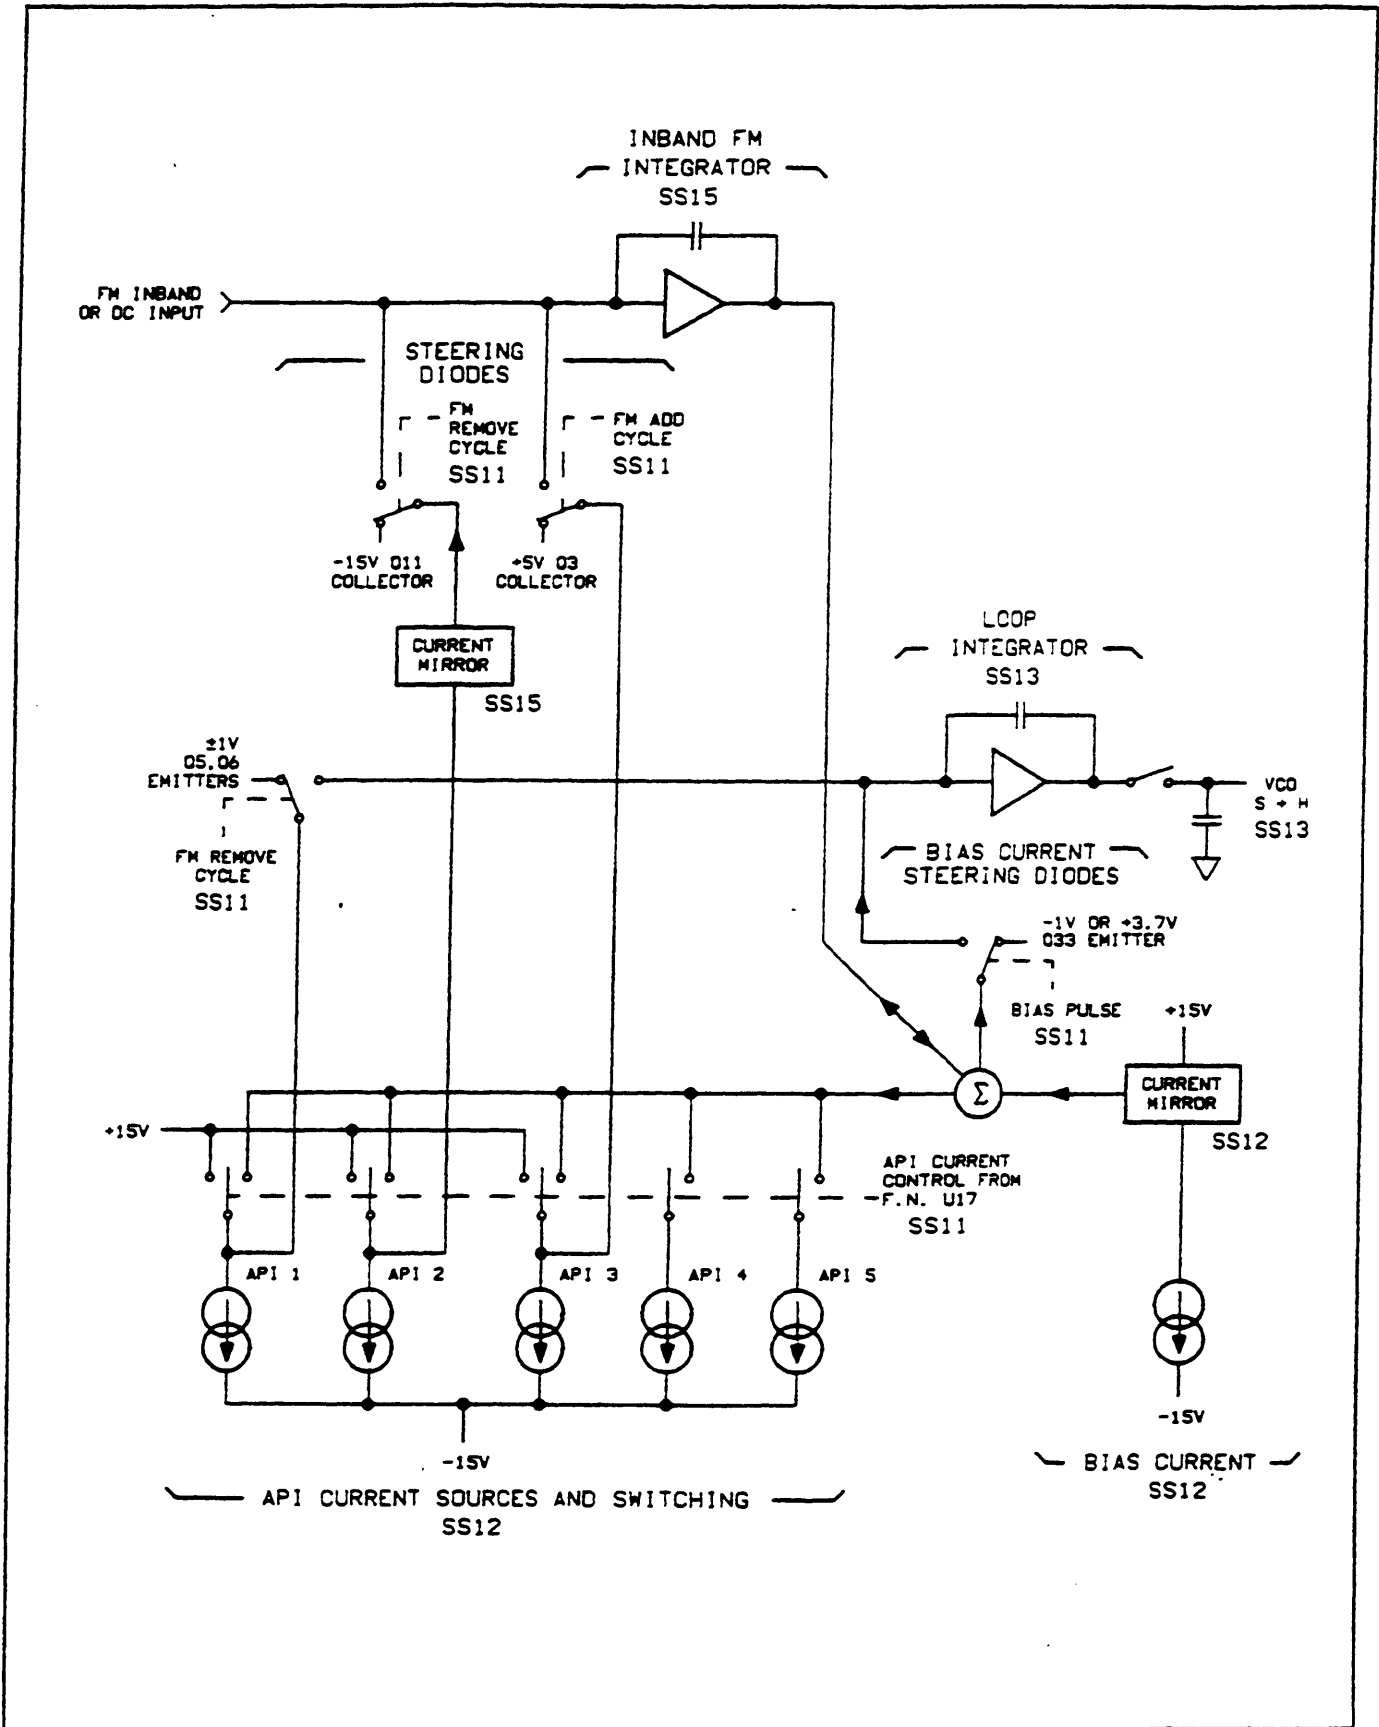 INBAND FM
INTEGRATOR
SS15
FM INBAND
OR DC INPUT
STEERING
DIODES
FM
REMOVE
CYCLE
SS11
FM ADD
CYCLE
SS11
-15V Q11
COLLECTOR
+5V Q3
COLLECTOR
CURRENT
MIRROR
SS15
LOOP
INTEGRATOR
SS13
±1V
Q5.Q6
EMITTERS
FM REMOVE
CYCLE
SS11
VCO
S + H
SS13
BIAS CURRENT
STEERING DIODES
-1V OR +3.7V
Q33 EMITTER
BIAS PULSE
SS11
+15V
Σ
CURRENT
MIRROR
SS12
+15V
API CURRENT
CONTROL FROM
F.N. U17
SS11
API 1
API 2
API 3
API 4
API 5
-15V
-15V
BIAS CURRENT
SS12
API CURRENT SOURCES AND SWITCHING
SS12